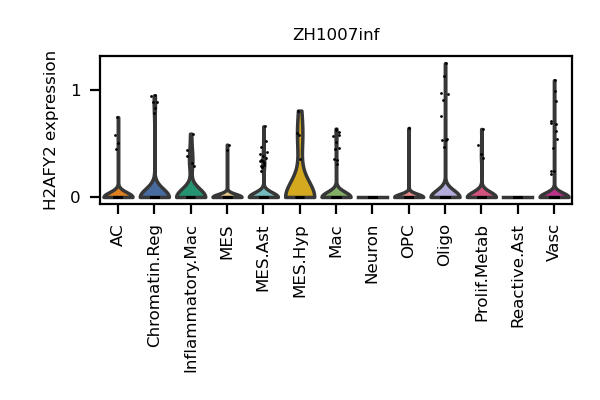 ZH1007inf
H2AFY2 expression
1
0
AC
Chromatin.Reg
Inflammatory.Mac
MES
MES.Ast
MES.Hyp
Mac
Neuron
OPC
Oligo
Prolif.Metab
Reactive.Ast
Vasc